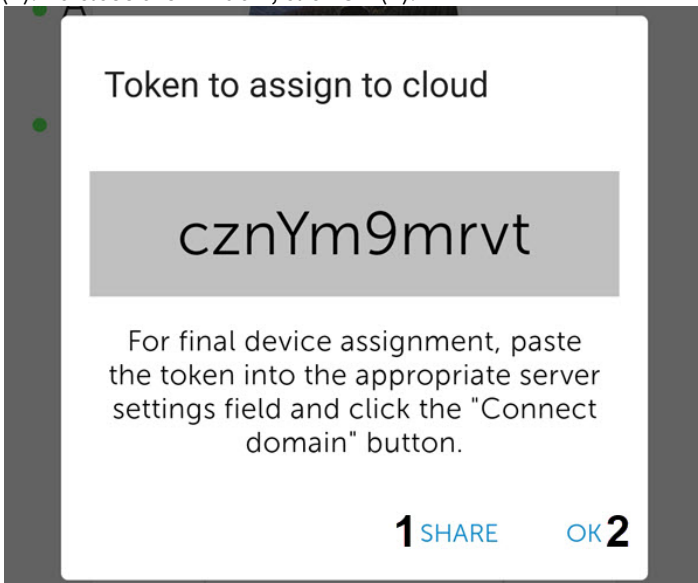 Token to assign to cloud
cznYm9mrvt
For final device assignment, paste
the token into the appropriate server
settings field and click the "Connect
domain" button.
1 SHARE OK 2